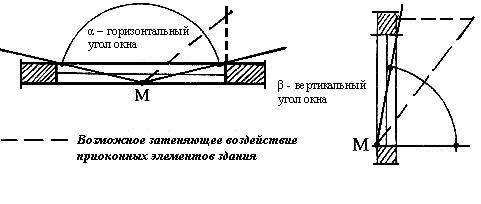 α – горизонтальный
угол окна
М
β - вертикальный
угол окна
М
Возможное затеняющее воздействие
приоконных элементов здания